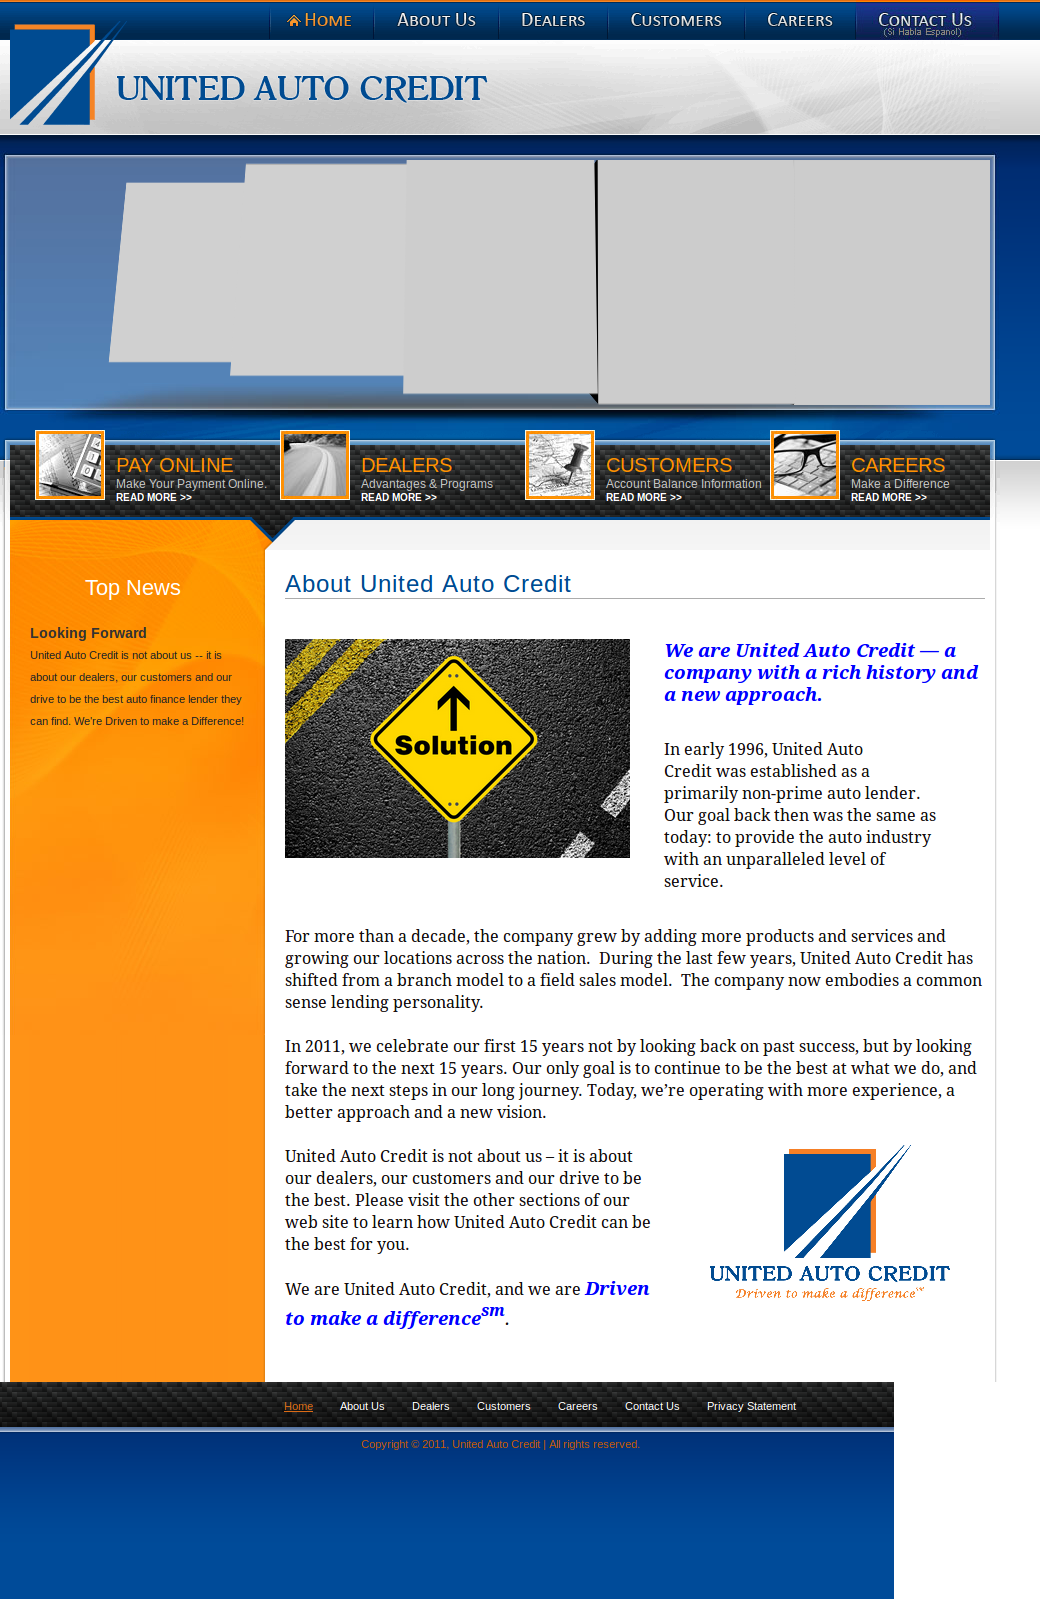 Home
About Us
Dealers
Customers
Careers
Contact Us
(Si Habla Espanol)
UNITED AUTO CREDIT
PAY ONLINE
Make Your Payment Online.
READ MORE >>
DEALERS
Advantages & Programs
READ MORE >>
CUSTOMERS
Account Balance Information
READ MORE >>
CAREERS
Make a Difference
READ MORE >>
Top News
Looking Forward
United Auto Credit is not about us -- it is
about our dealers, our customers and our
drive to be the best auto finance lender they
can find. We're Driven to make a Difference!
About United Auto Credit
Solution
We are United Auto Credit — a
company with a rich history and
a new approach.
In early 1996, United Auto
Credit was established as a
primarily non-prime auto lender.
Our goal back then was the same as
today: to provide the auto industry
with an unparalleled level of
service.
For more than a decade, the company grew by adding more products and services and
growing our locations across the nation.  During the last few years, United Auto Credit has
shifted from a branch model to a field sales model.  The company now embodies a common
sense lending personality.
In 2011, we celebrate our first 15 years not by looking back on past success, but by looking
forward to the next 15 years. Our only goal is to continue to be the best at what we do, and
take the next steps in our long journey. Today, we’re operating with more experience, a
better approach and a new vision.
United Auto Credit is not about us – it is about
our dealers, our customers and our drive to be
the best. Please visit the other sections of our
web site to learn how United Auto Credit can be
the best for you.
We are United Auto Credit, and we are Driven
to make a difference sm.
UNITED AUTO CREDIT
Driven to make a difference
Home About Us Dealers Customers Careers Contact Us Privacy Statement
Copyright © 2011, United Auto Credit | All rights reserved.